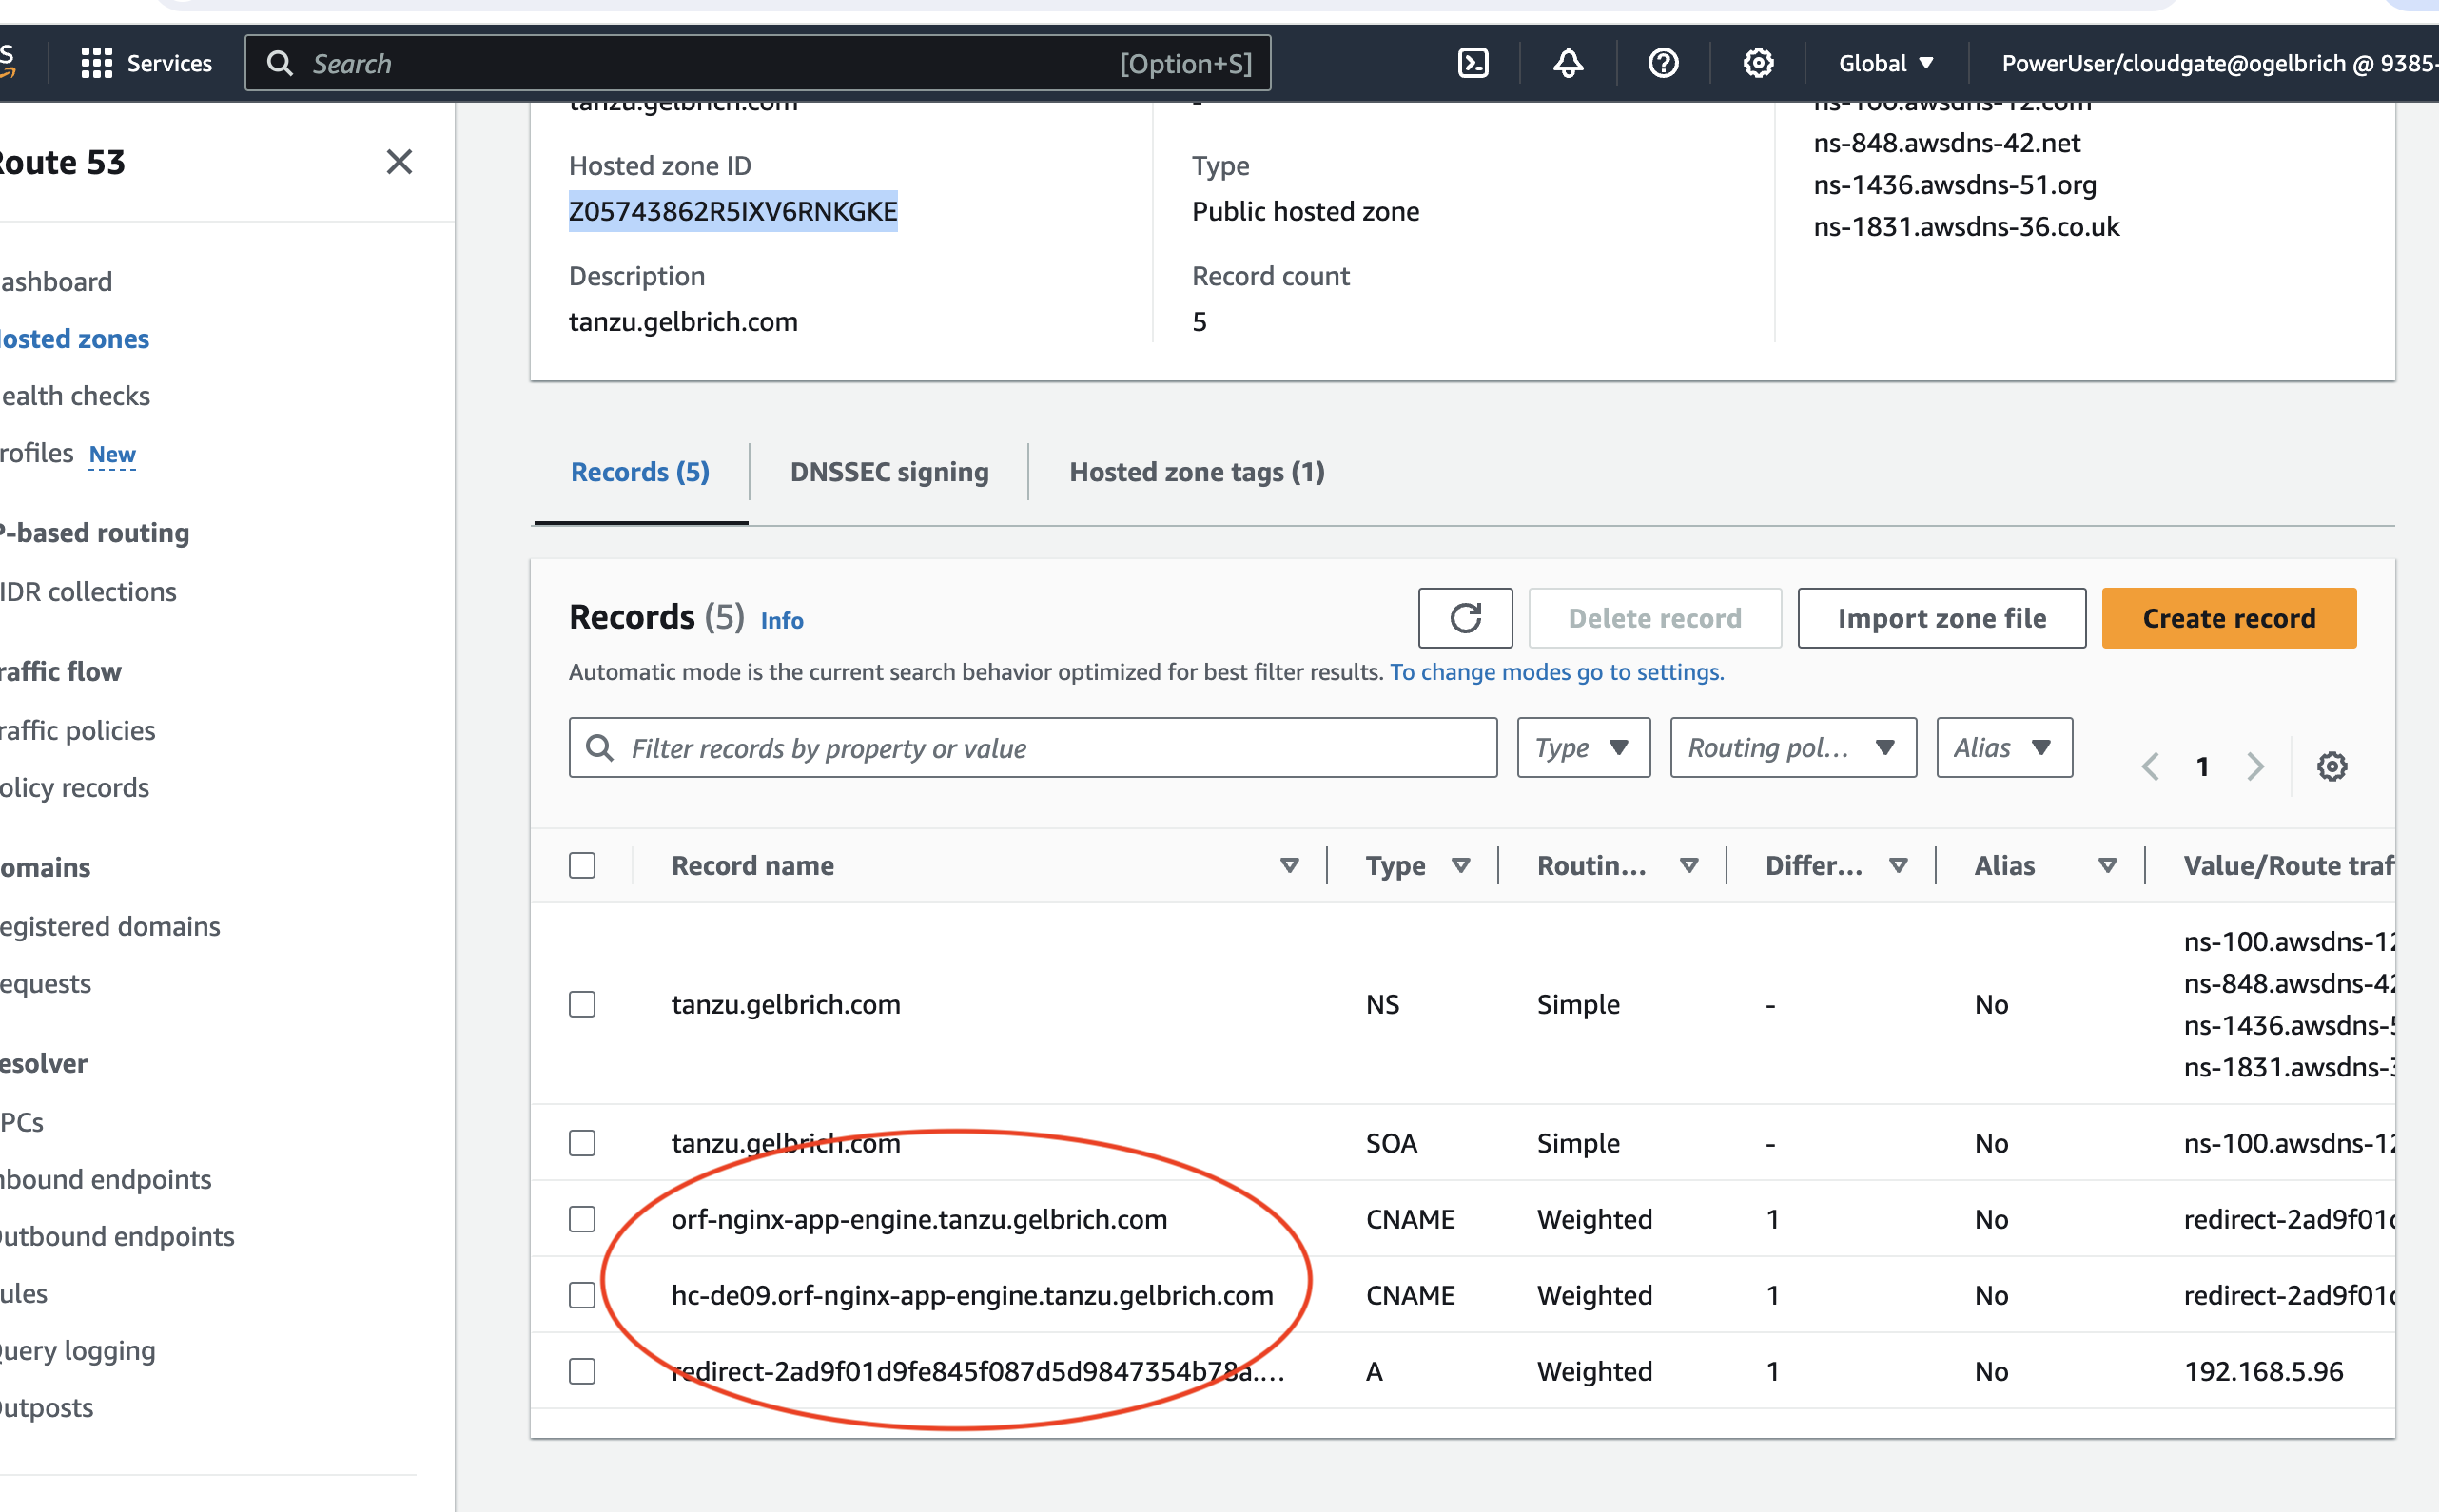 Services
Search
[Option+S]
Global
PowerUser/cloudgate@ogelbrich @ 9385-
oute 53
ashboard
osted zones
ealth checks
rofiles New
P-based routing
IDR collections
raffic flow
raffic policies
olicy records
omains
egistered domains
equests
esolver
PCs
nbound endpoints
utbound endpoints
ules
uery logging
utposts
tanzu.gelbrich.com
-
ns-100.awsdns-12.com
ns-848.awsdns-42.net
ns-1436.awsdns-51.org
ns-1831.awsdns-36.co.uk
Hosted zone ID
Z05743862R5IXV6RNKGKE
Type
Public hosted zone
Description
tanzu.gelbrich.com
Record count
5
Records (5)
DNSSEC signing
Hosted zone tags (1)
Records (5) Info
Delete record
Import zone file
Create record
Automatic mode is the current search behavior optimized for best filter results. To change modes go to settings.
Filter records by property or value
Type
Routing pol...
Alias
1
Record name
Type
Routin...
Differ...
Alias
Value/Route traf
tanzu.gelbrich.com
NS
Simple
-
No
ns-100.awsdns-12
ns-848.awsdns-42
ns-1436.awsdns-5
ns-1831.awsdns-3
tanzu.gelbrich.com
SOA
Simple
-
No
ns-100.awsdns-12
orf-nginx-app-engine.tanzu.gelbrich.com
CNAME
Weighted
1
No
redirect-2ad9f01d
hc-de09.orf-nginx-app-engine.tanzu.gelbrich.com
CNAME
Weighted
1
No
redirect-2ad9f01d
redirect-2ad9f01d9fe845f087d5d9847354b78a....
A
Weighted
1
No
192.168.5.96